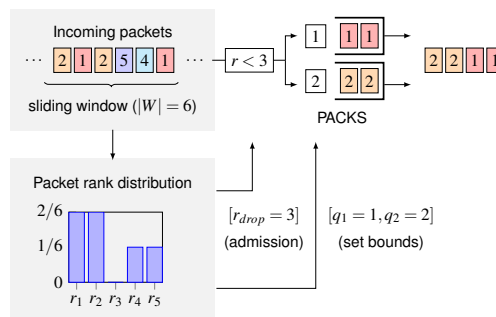 Incoming packets
··· 2 1 2 5 4 1 ···
sliding window (|W| = 6)
r < 3
1 1 1
2 2 2
PACKS
2 2 1 1
Packet rank distribution
2/6
1/6
0
r1 r2 r3 r4 r5
[rdrop = 3]
(admission)
[q1 = 1, q2 = 2]
(set bounds)